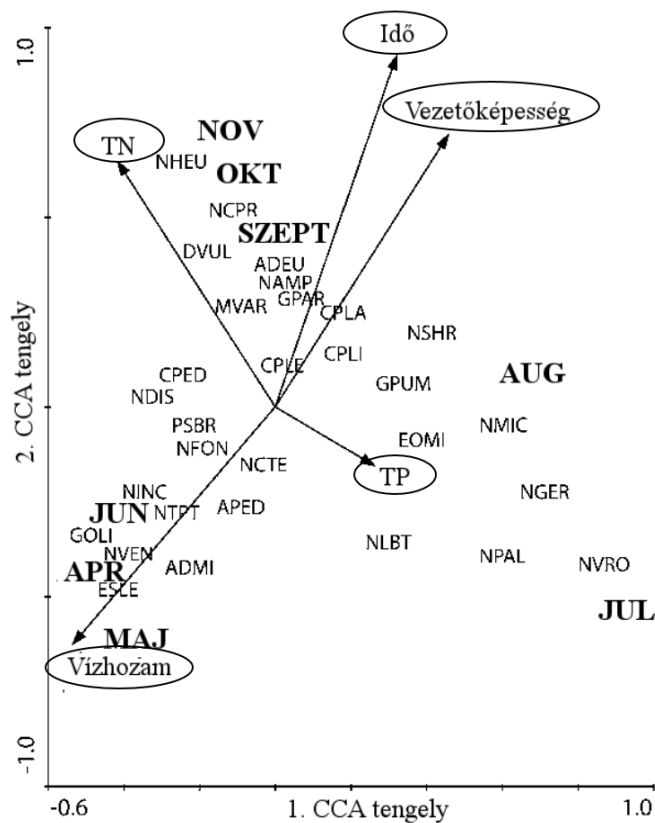 1.0
Idő
Vezetőképesség
TN
NOV
NHEU
OKT
NCPR
SZEPT
DVUL
ADEU
NAMP
GPAR
MVAR
CPLA
NSHR
CPLI
CPLE
AUG
CPED
GPUM
NDIS
2. CCA tengely
PSBR
NMIC
EOMI
NFON
NCTE
TP
NINC
NGER
JUN
NTPT
APED
GOLI
NLBT
NVEN
NPAL
NVRO
APR
ADMI
ESLE
JUL
MAJ
Vízhozam
-1.0
-0.6
1. CCA tengely
1.0